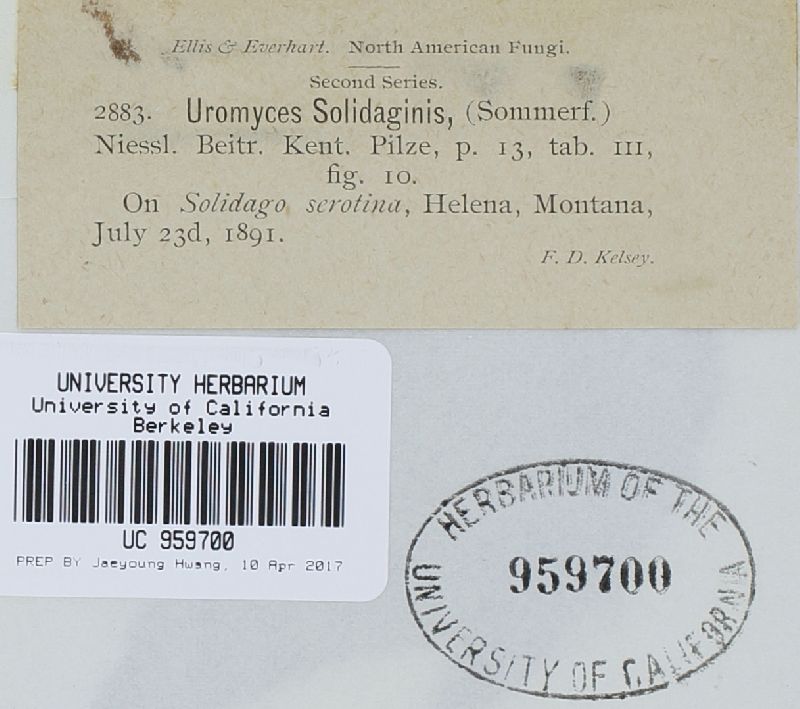 Ellis & Everhart. North American Fungi.
Second Series.
2883. Uromyces Solidaginis, (Sommerf.)
Niessl. Beitr. Kent. Pilze, p. 13, tab. III,
fig. 10.
On Solidago serotina, Helena, Montana,
July 23d, 1891.
F. D. Kelsey.
UNIVERSITY HERBARIUM
University of California
Berkeley
UC 959700
PREP BY Jaeyoung Hwang, 10 Apr 2017
HERBARIUM OF THE
959700
UNIVERSITY OF CALIFORNIA